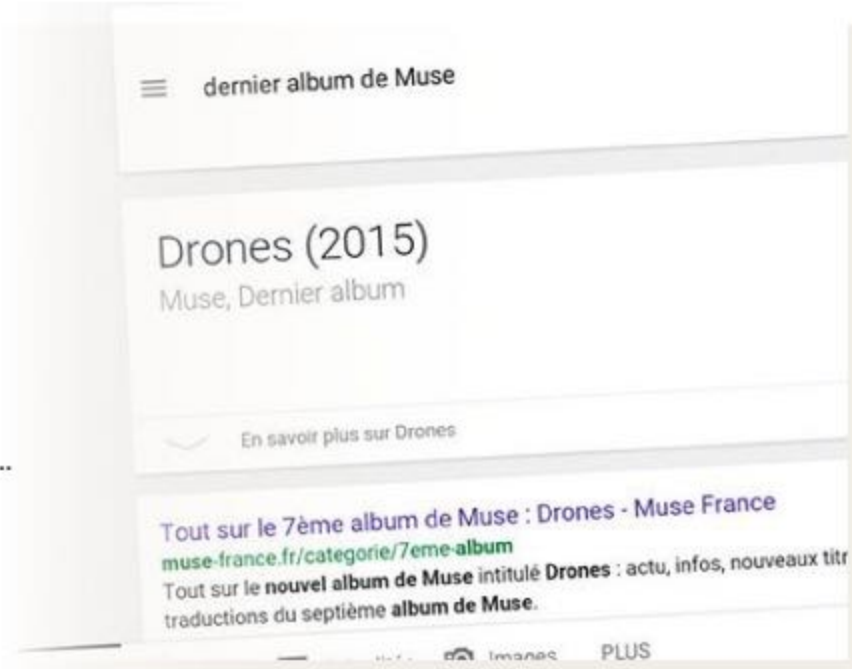 dernier album de Muse
Drones (2015)
Muse, Dernier album
En savoir plus sur Drones
..
Tout sur le 7ème album de Muse : Drones - Muse France
muse-france.fr/categorie/7eme-album
Tout sur le nouvel album de Muse intitulé Drones : actu, infos, nouveaux titr
traductions du septième album de Muse.
Images PLUS